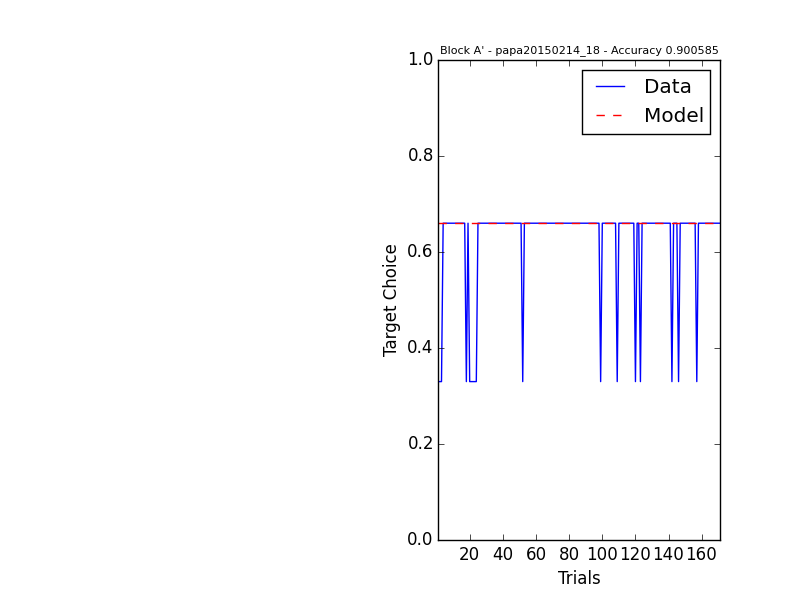 Block A' - papa20150214_18 - Accuracy 0.900585
1.0
Data
Model
0.8
0.6
Target Choice
0.4
0.2
0.0
20 40 60 80 100 120 140 160
Trials